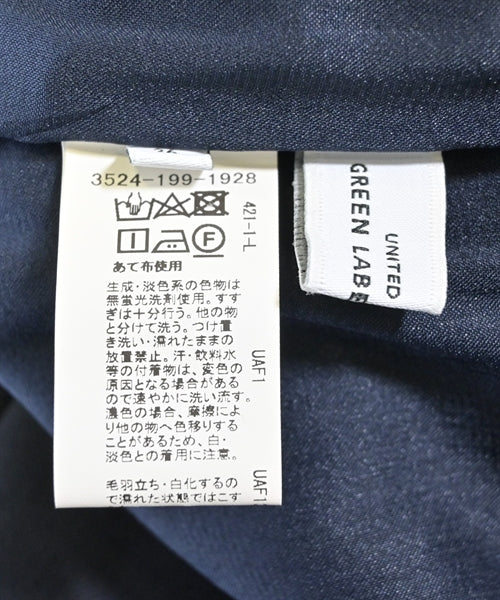 3524-199-1928
421-1-L
F
あて布使用
生成・淡色系の色物は
無蛍光洗剤使用。すす
ぎは十分行う。他の物
と分けて洗う。つけ置
き洗い・濡れたままの
放置禁止。汗・飲料水
等の付着物は、変色の
原因となる場合がある
ので速やかに洗い流す。
濃色の場合、摩擦によ
り他の物へ色移りする
ことがあるため、白・
淡色との着用に注意。
毛羽立ち・白化するの
で濡れた状態ではこす
UAF1
UAF1
UNITED
GREEN LABE